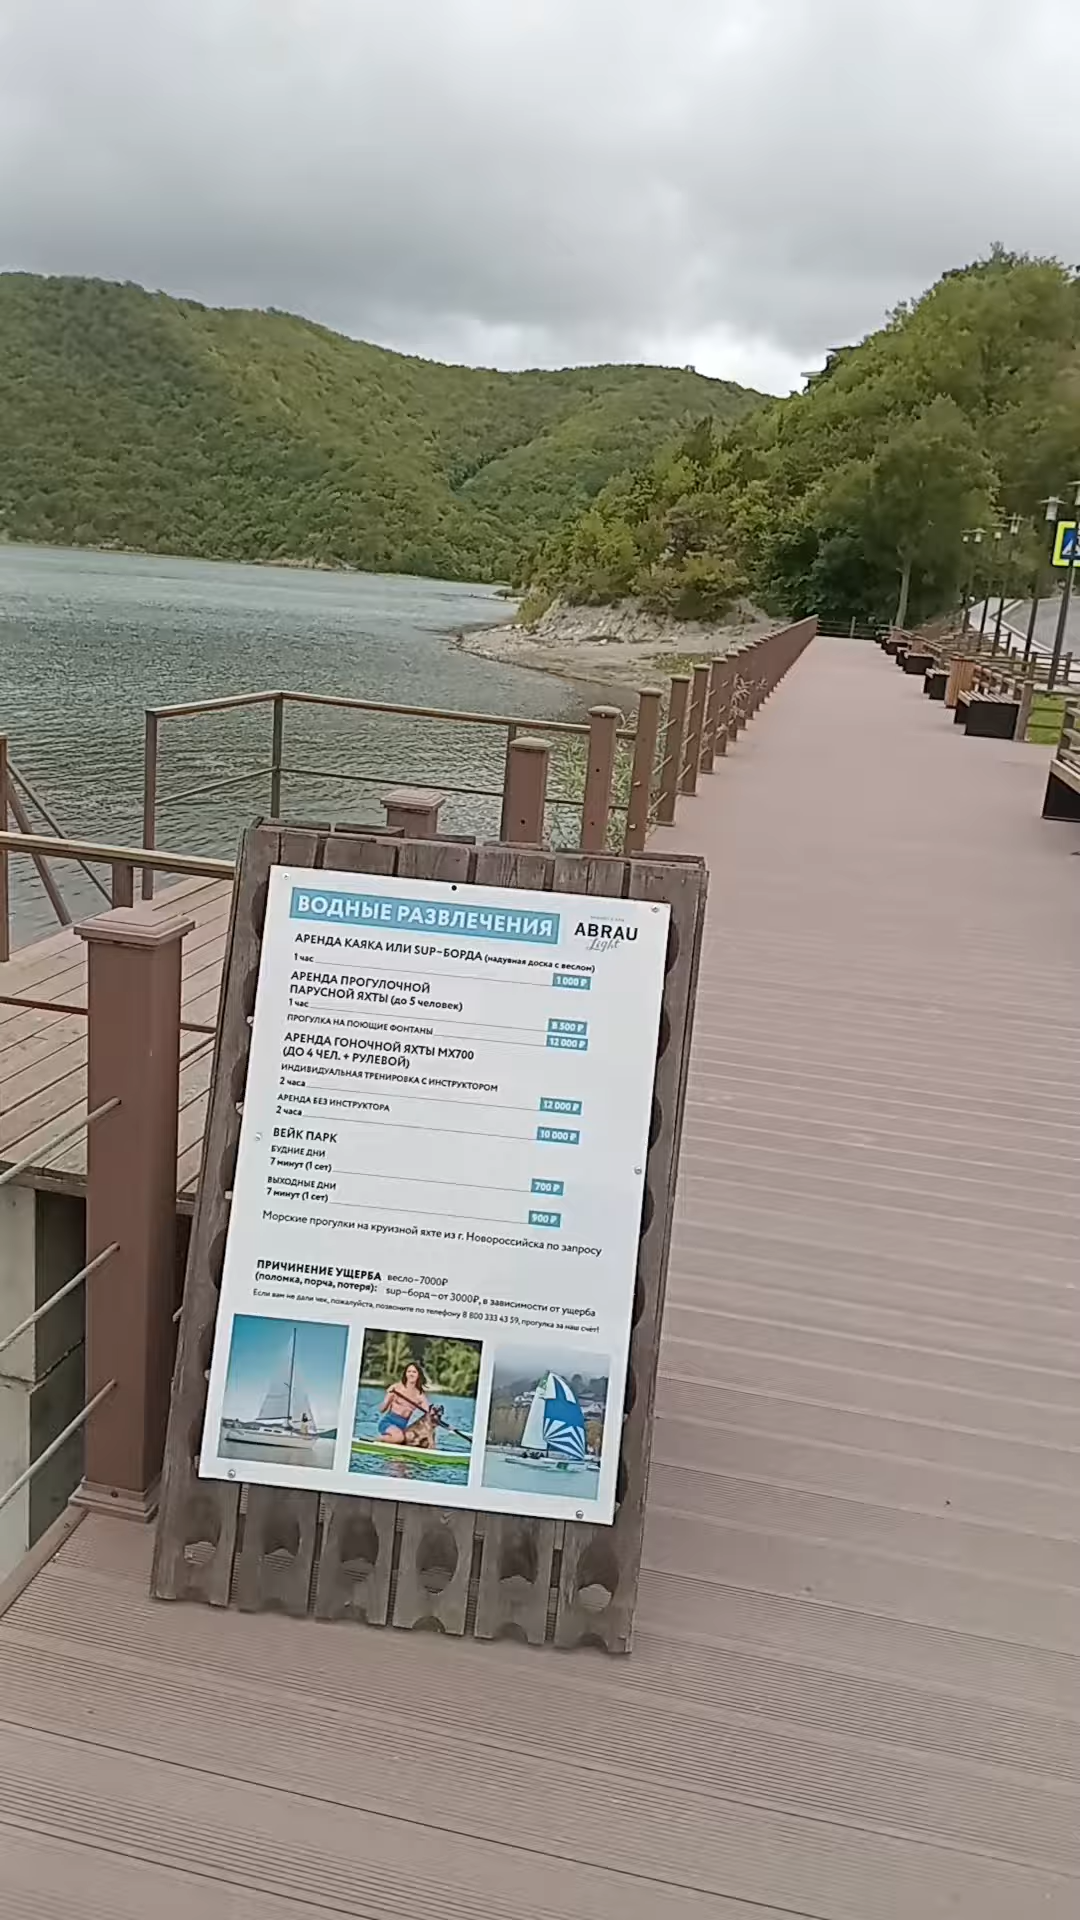 ВОДНЫЕ РАЗВЛЕЧЕНИЯ
ABRAU
Light
АРЕНДА КАЯКА ИЛИ SUP-БОРДА (надувная доска с веслом)
1 час 1 000 ₽
АРЕНДА ПРОГУЛОЧНОЙ
ПАРУСНОЙ ЯХТЫ (до 5 человек)
1 час 8 500 ₽
ПРОГУЛКА НА ПОЮЩИЕ ФОНТАНЫ 12 000 ₽
АРЕНДА ГОНОЧНОЙ ЯХТЫ МХ700
(ДО 4 ЧЕЛ. + РУЛЕВОЙ)
ИНДИВИДУАЛЬНАЯ ТРЕНИРОВКА С ИНСТРУКТОРОМ
2 часа 12 000 ₽
АРЕНДА БЕЗ ИНСТРУКТОРА
2 часа 10 000 ₽
ВЕЙК ПАРК
БУДНИЕ ДНИ
7 минут (1 сет) 700 ₽
ВЫХОДНЫЕ ДНИ
7 минут (1 сет) 900 ₽
Морские прогулки на круизной яхте из г. Новороссийска по запросу
ПРИЧИНЕНИЕ УЩЕРБА весло-7000₽
(поломка, порча, потеря): sup-борд-от 3000₽, в зависимости от ущерба
Если вам не дали чек, пожалуйста, позвоните по телефону 8 800 333 43 59, прогулка за наш счёт!